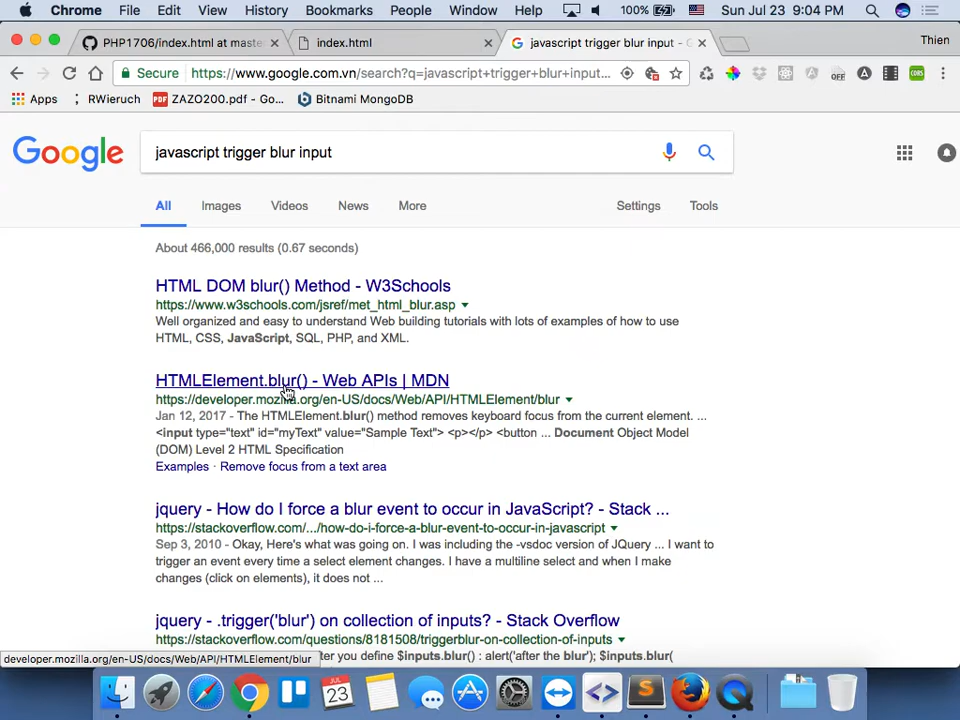 Chrome File Edit View History Bookmarks People Window Help 100% Sun Jul 23 9:04 PM
PHP1706/index.html at maste
index.html
javascript trigger blur input - G
Thien
Secure https://www.google.com.vn/search?q=javascript+trigger+blur+input...
OFF
CORS
Apps
RWieruch
PDF ZAZO200.pdf - Go...
Bitnami MongoDB
Google
javascript trigger blur input
All Images Videos News More Settings Tools
About 466,000 results (0.67 seconds)
HTML DOM blur() Method - W3Schools
https://www.w3schools.com/jsref/met_html_blur.asp
Well organized and easy to understand Web building tutorials with lots of examples of how to use
HTML, CSS, JavaScript, SQL, PHP, and XML.
HTMLElement.blur() - Web APIs | MDN
https://developer.mozilla.org/en-US/docs/Web/API/HTMLElement/blur
Jan 12, 2017 - The HTMLElement.blur() method removes keyboard focus from the current element. ...
<input type="text" id="myText" value="Sample Text"> <p></p> <button ... Document Object Model
(DOM) Level 2 HTML Specification
Examples · Remove focus from a text area
jquery - How do I force a blur event to occur in JavaScript? - Stack ...
https://stackoverflow.com/.../how-do-i-force-a-blur-event-to-occur-in-javascript
Sep 3, 2010 - Okay, Here's what was going on. I was including the -vsdoc version of JQuery ... I want to
trigger an event every time a select element changes. I have a multiline select and when I make
changes (click on elements), it does not ...
jquery - .trigger('blur') on collection of inputs? - Stack Overflow
https://stackoverflow.com/questions/8181508/triggerblur-on-collection-of-inputs
ter you define $inputs.blur() : alert('after the blur'); $inputs.blur(
developer.mozilla.org/en-US/docs/Web/API/HTMLElement/blur
JUL
23
S